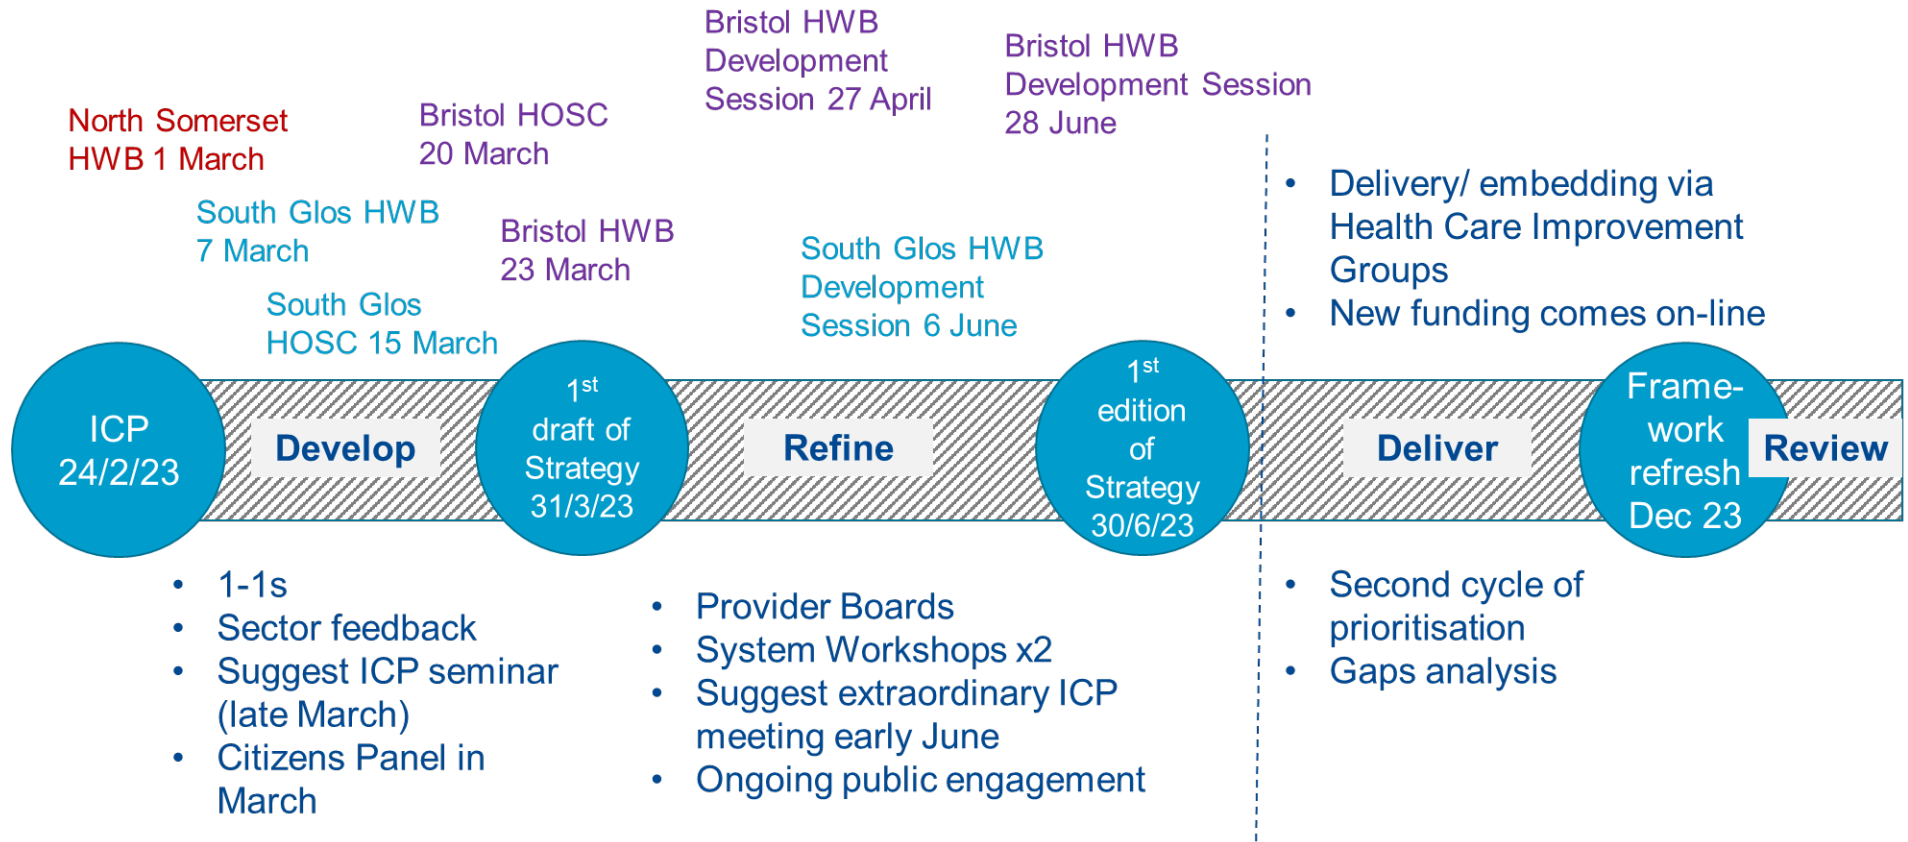 Bristol HWB
Development
Session 27 April
Bristol HWB
Development Session
28 June
North Somerset
HWB 1 March
Bristol HOSC
20 March
South Glos HWB
7 March
Bristol HWB
23 March
South Glos HWB
Development
Session 6 June
South Glos
HOSC 15 March
• Delivery/ embedding via
Health Care Improvement
Groups
• New funding comes on-line
ICP
24/2/23
Develop
1st
draft of
Strategy
31/3/23
Refine
1st
edition
of
Strategy
30/6/23
Deliver
Frame-
work
refresh
Dec 23
Review
• 1-1s
• Sector feedback
• Suggest ICP seminar
(late March)
• Citizens Panel in
March
• Provider Boards
• System Workshops x2
• Suggest extraordinary ICP
meeting early June
• Ongoing public engagement
• Second cycle of
prioritisation
• Gaps analysis